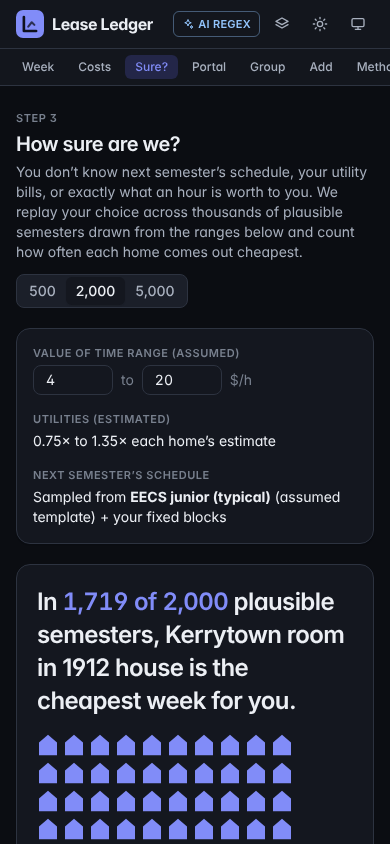 Lease Ledger
AI REGEX
Week Costs Sure? Portal Group Add Metho
STEP 3
How sure are we?
You don’t know next semester’s schedule, your utility
bills, or exactly what an hour is worth to you. We
replay your choice across thousands of plausible
semesters drawn from the ranges below and count
how often each home comes out cheapest.
500 2,000 5,000
VALUE OF TIME RANGE (ASSUMED)
4 to 20 $/h
UTILITIES (ESTIMATED)
0.75× to 1.35× each home’s estimate
NEXT SEMESTER’S SCHEDULE
Sampled from EECS junior (typical) (assumed
template) + your fixed blocks
In 1,719 of 2,000 plausible
semesters, Kerrytown room
in 1912 house is the
cheapest week for you.